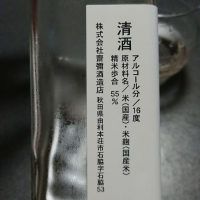 清酒
アルコール分/16度
原材料名/米(国産)・米麹(国産米)
精米歩合 55%
株式会社齋彌酒造店 秋田県由利本荘市石脇字石脇53